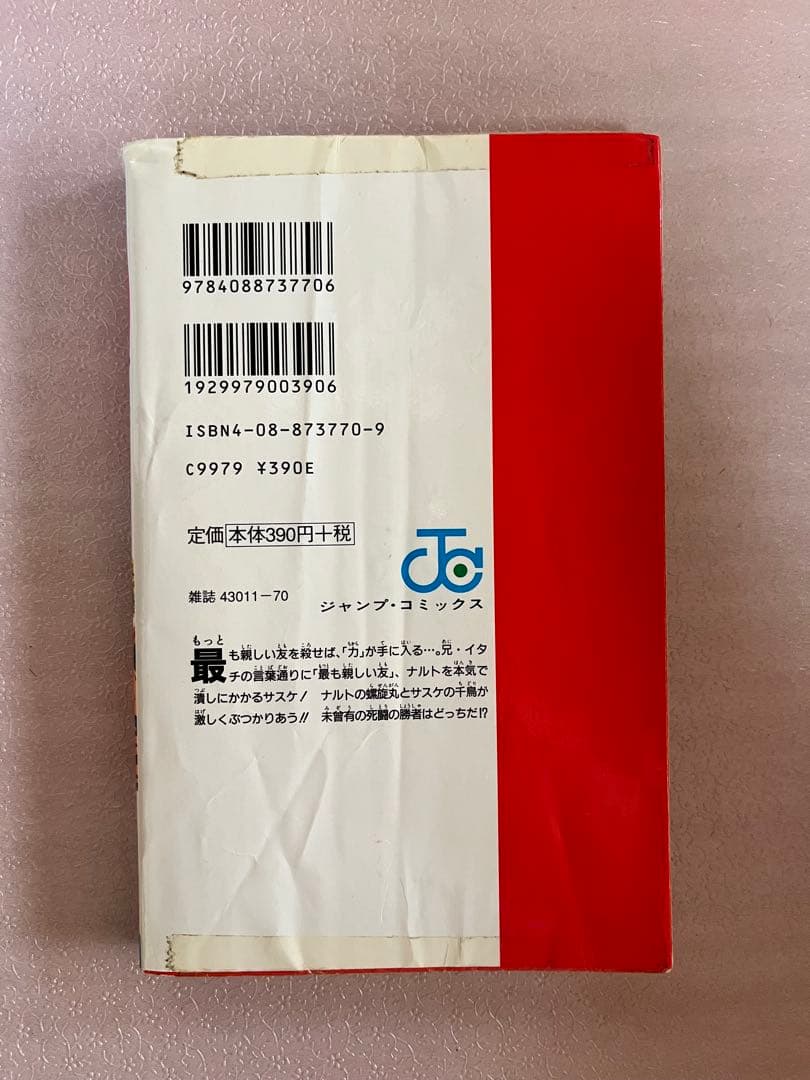 9784088737706
1929979003906
ISBN4-08-873770-9
C9979 ¥390E
定価 本体390円+税
雑誌 43011-70
ジャンプ・コミックス
最も親しい友を殺せば、「力」が手に入る…。兄・イタ
チの言葉通りに「最も親しい友」、ナルトを本気で
潰しにかかるサスケ! ナルトの螺旋丸とサスケの千鳥が
激しくぶつかりあう!! 未曾有の死闘の勝者はどっちだ!?